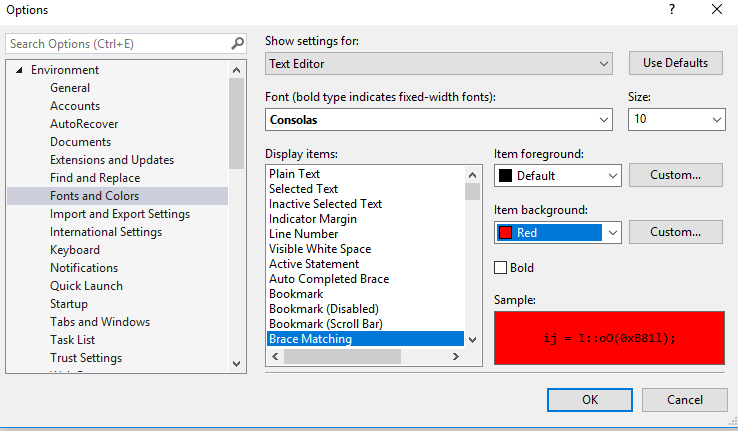 Options
?
Search Options (Ctrl+E)
Environment
General
Accounts
AutoRecover
Documents
Extensions and Updates
Find and Replace
Fonts and Colors
Import and Export Settings
International Settings
Keyboard
Notifications
Quick Launch
Startup
Tabs and Windows
Task List
Trust Settings
Show settings for:
Text Editor
Use Defaults
Font (bold type indicates fixed-width fonts):
Consolas
Size:
10
Display items:
Plain Text
Selected Text
Inactive Selected Text
Indicator Margin
Line Number
Visible White Space
Active Statement
Auto Completed Brace
Bookmark
Bookmark (Disabled)
Bookmark (Scroll Bar)
Brace Matching
Item foreground:
Default
Custom...
Item background:
Red
Custom...
Bold
Sample:
ij = I::oO(0xB81l);
OK
Cancel